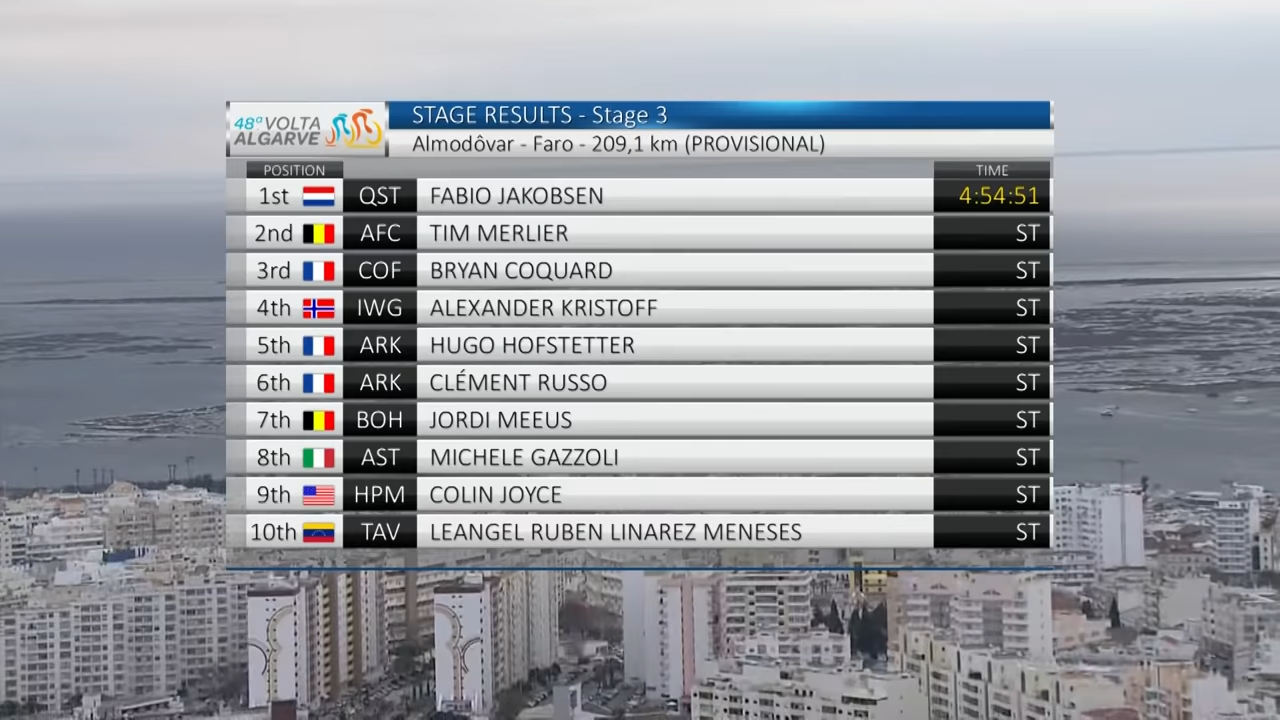 48º VOLTA
ALGARVE
STAGE RESULTS - Stage 3
Almodôvar - Faro - 209,1 km (PROVISIONAL)
POSITION TIME
1st QST FABIO JAKOBSEN 4:54:51
2nd AFC TIM MERLIER ST
3rd COF BRYAN COQUARD ST
4th IWG ALEXANDER KRISTOFF ST
5th ARK HUGO HOFSTETTER ST
6th ARK CLÉMENT RUSSO ST
7th BOH JORDI MEEUS ST
8th AST MICHELE GAZZOLI ST
9th HPM COLIN JOYCE ST
10th TAV LEANGEL RUBEN LINAREZ MENESES ST